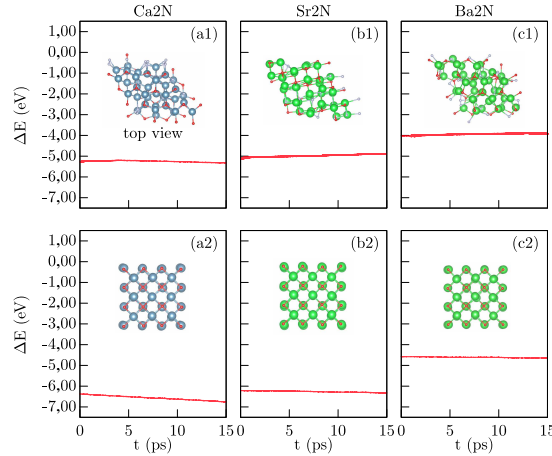 Ca2N Sr2N Ba2N
1,00 (a1) (b1) (c1)
0,00
-1,00
-2,00
-3,00
-4,00 top view
-5,00
-6,00
-7,00
ΔE (eV)
1,00 (a2) (b2) (c2)
0,00
-1,00
-2,00
-3,00
-4,00
-5,00
-6,00
-7,00
ΔE (eV)
0 5 10 15 0 5 10 15 0 5 10 15
t (ps) t (ps) t (ps)